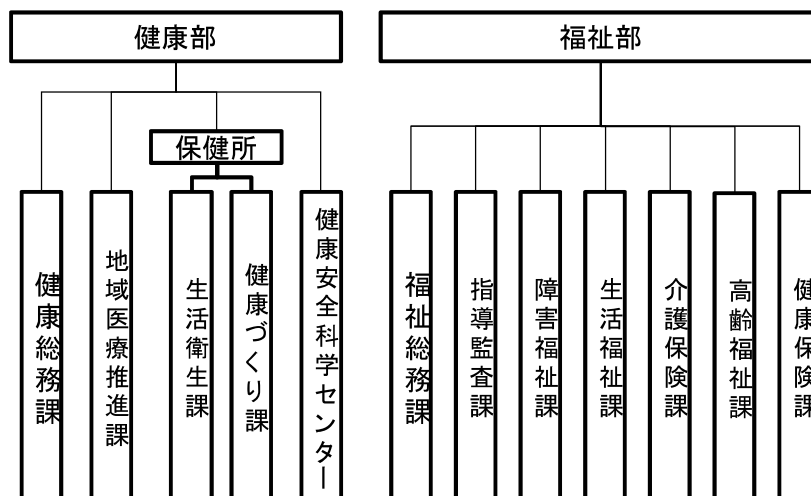 健康部
福祉部
保健所
健康総務課
地域医療推進課
生活衛生課
健康づくり課
健康安全科学センター
福祉総務課
指導監査課
障害福祉課
生活福祉課
介護保険課
高齢福祉課
健康保険課